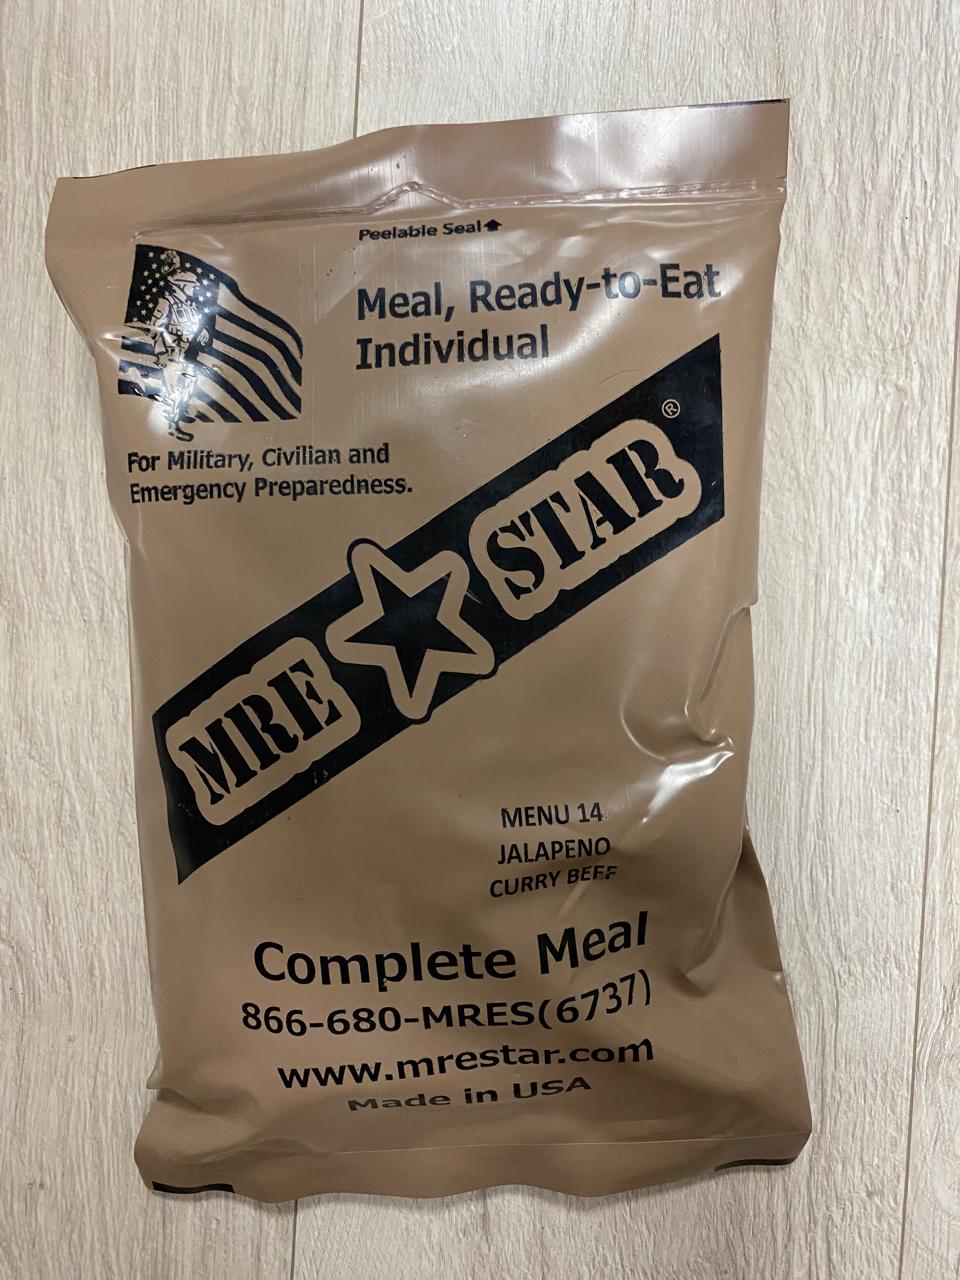 Peelable Seal
Meal, Ready-to-Eat
Individual
For Military, Civilian and
Emergency Preparedness.
MRE STAR®
MENU 14
JALAPENO
CURRY BEEF
Complete Meal
866-680-MRES(6737)
www.mrestar.com
Made in USA